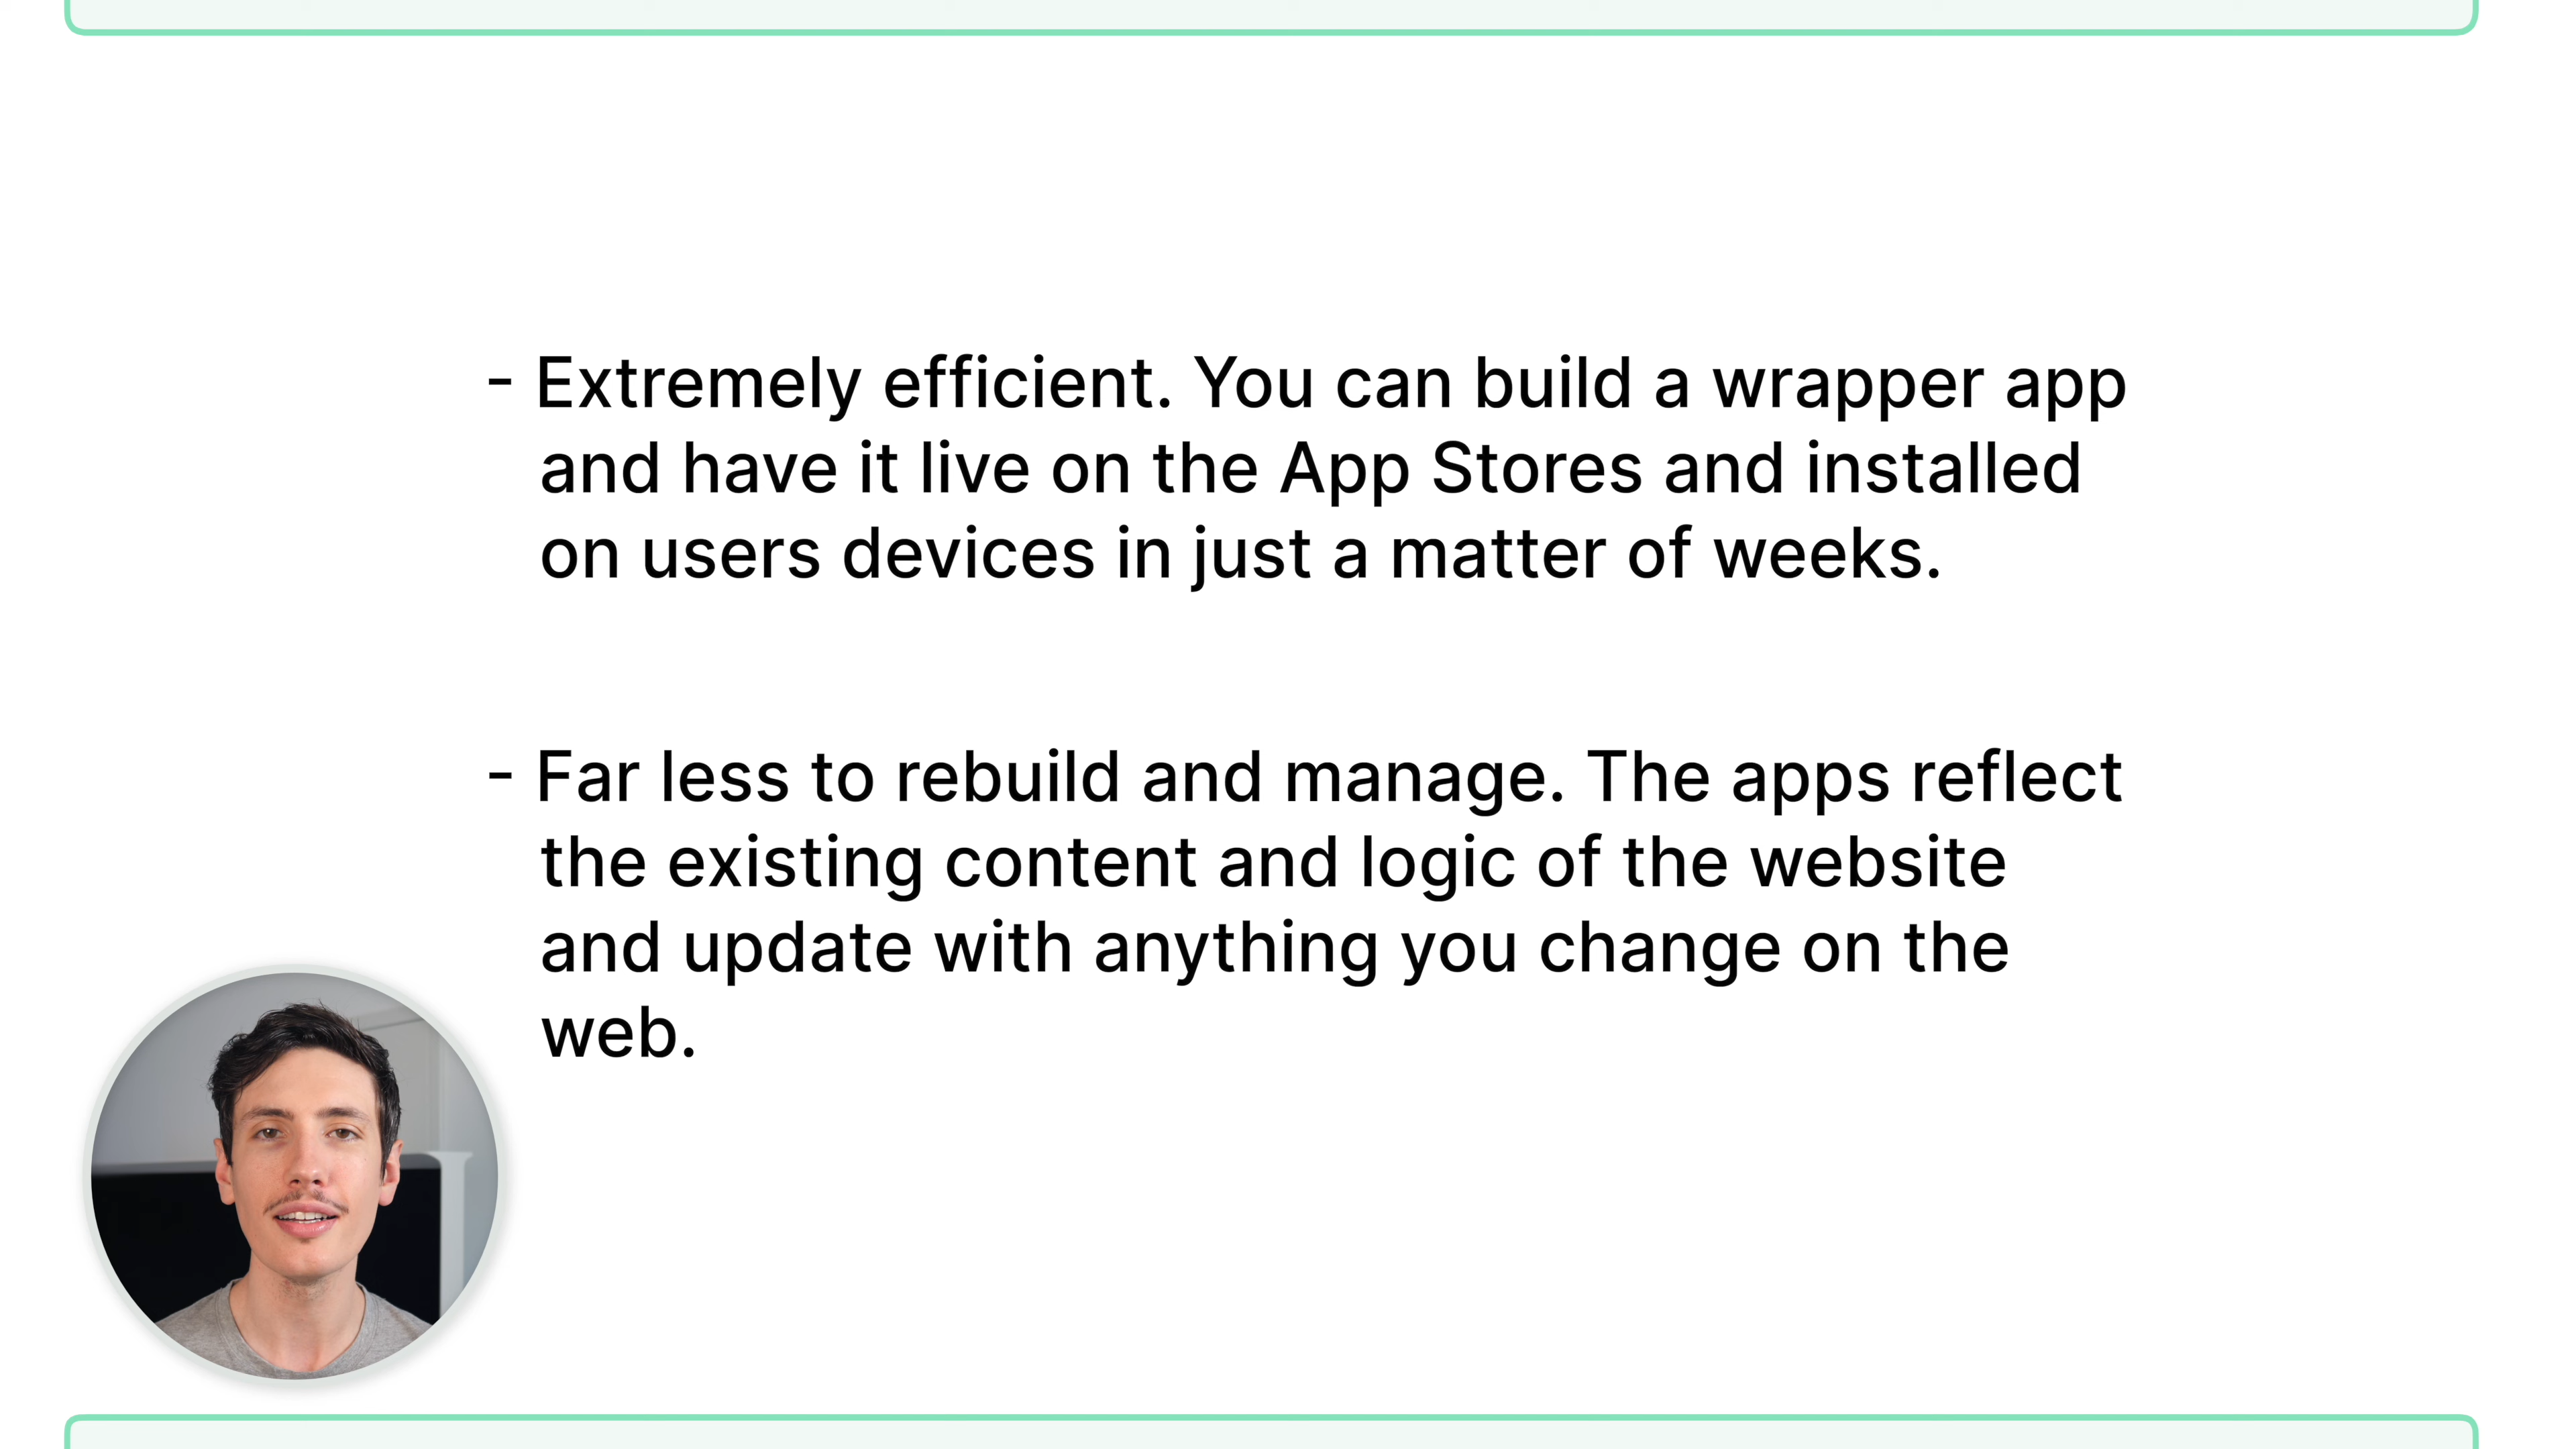 - Extremely efficient. You can build a wrapper app
and have it live on the App Stores and installed
on users devices in just a matter of weeks.
- Far less to rebuild and manage. The apps reflect
the existing content and logic of the website
and update with anything you change on the
web.